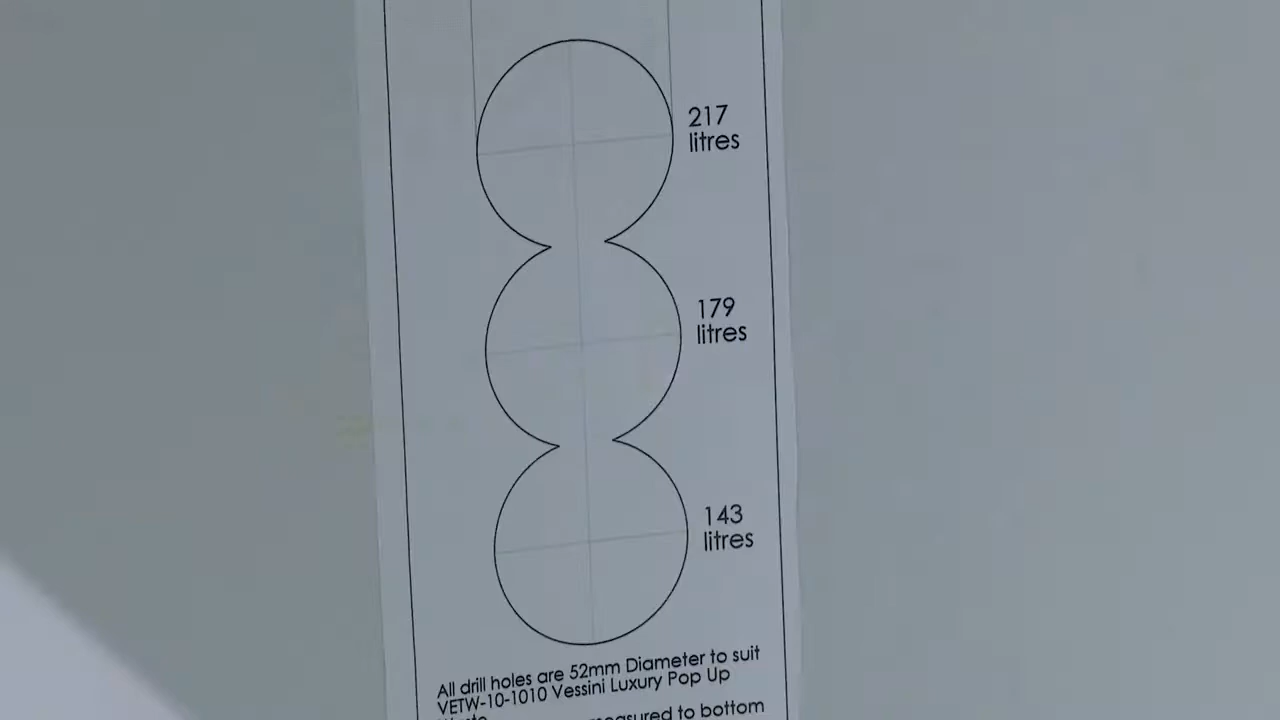 217
litres
179
litres
143
litres
All drill holes are 52mm Diameter to suit
VETW-10-1010 Vessini Luxury Pop Up
to bottom